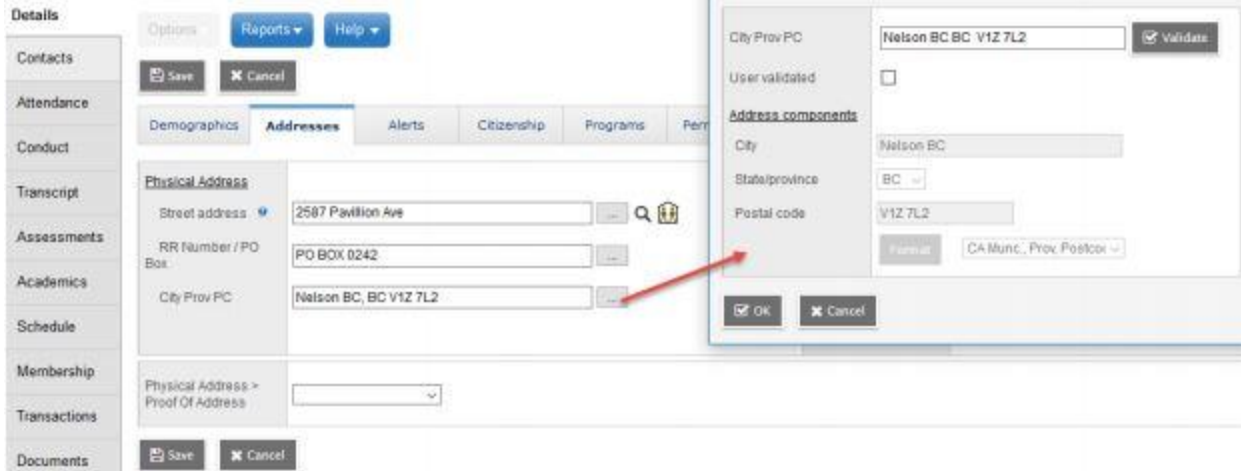 Details
Contacts
Attendance
Conduct
Transcript
Assessments
Academics
Schedule
Membership
Transactions
Documents
Options
Reports
Help
Save
Cancel
Demographics
Addresses
Alerts
Citizenship
Programs
Physical Address
Street address
2587 Pavillion Ave
...
RR Number / PO
Box
PO BOX 0242
...
City Prov PC
Nelson BC, BC V1Z 7L2
...
Physical Address >
Proof Of Address
Save
Cancel
City Prov PC
Nelson BC BC V1Z 7L2
Validate
User validated
Address components
City
Nelson BC
State/province
BC
Postal code
V1Z 7L2
Format
CA Munc., Prov, Postcod
OK
Cancel